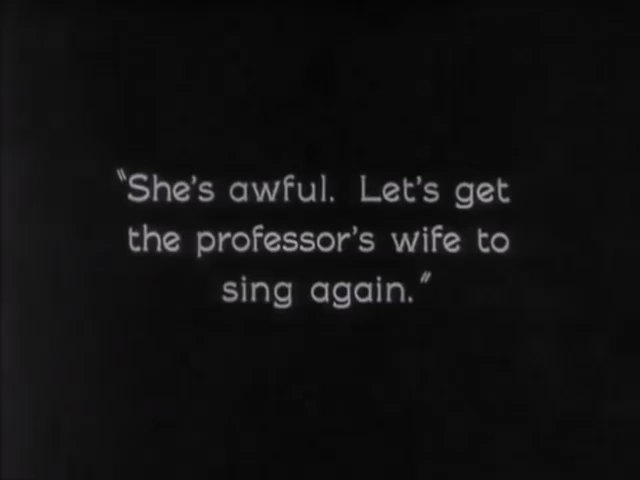 "She's awful. Let's get
the professor's wife to
sing again."